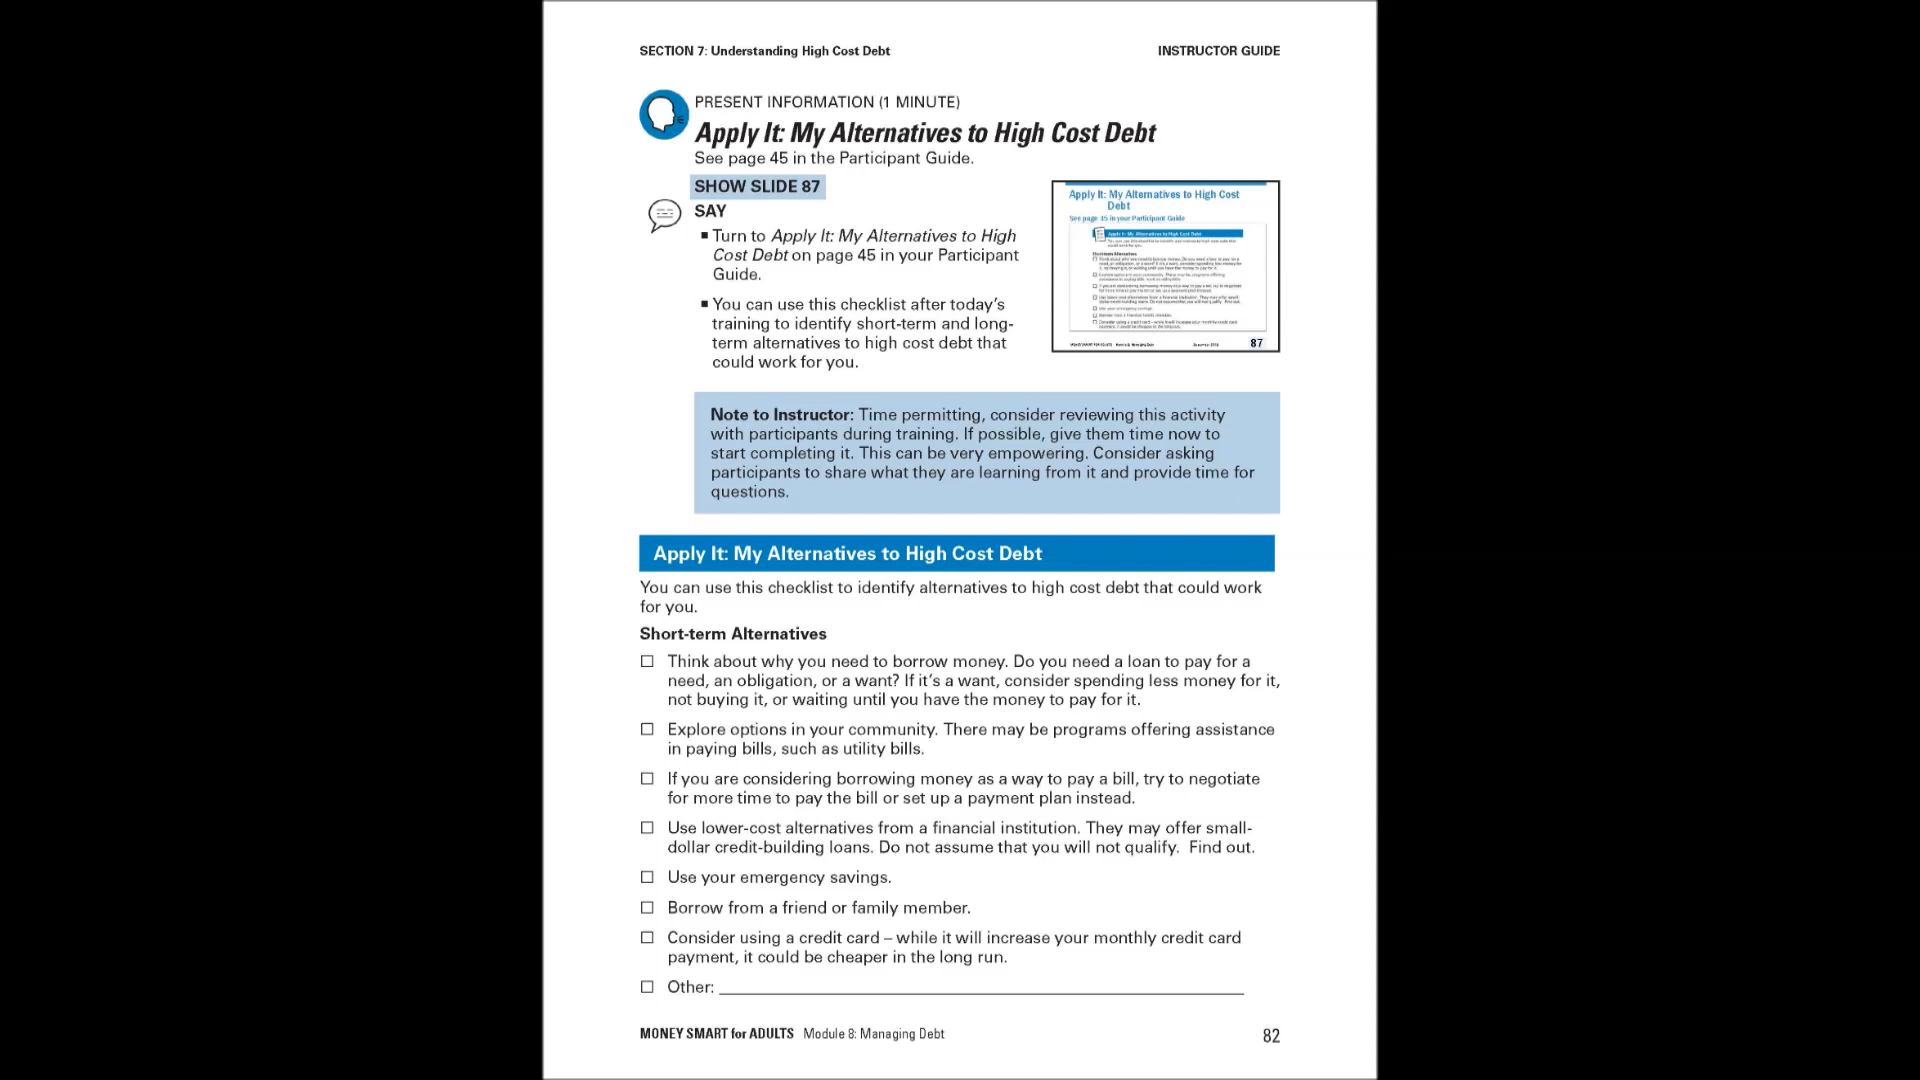 SECTION 7: Understanding High Cost Debt
INSTRUCTOR GUIDE
PRESENT INFORMATION (1 MINUTE)
Apply It: My Alternatives to High Cost Debt
See page 45 in the Participant Guide.
SHOW SLIDE 87
SAY
▪ Turn to Apply It: My Alternatives to High
Cost Debt on page 45 in your Participant
Guide.
▪ You can use this checklist after today’s
training to identify short-term and long-
term alternatives to high cost debt that
could work for you.
Apply It: My Alternatives to High Cost
Debt
See page 45 in your Participant Guide
Apply It: My Alternatives to High Cost Debt
87
Note to Instructor: Time permitting, consider reviewing this activity
with participants during training. If possible, give them time now to
start completing it. This can be very empowering. Consider asking
participants to share what they are learning from it and provide time for
questions.
Apply It: My Alternatives to High Cost Debt
You can use this checklist to identify alternatives to high cost debt that could work
for you.
Short-term Alternatives
☐ Think about why you need to borrow money. Do you need a loan to pay for a
need, an obligation, or a want? If it’s a want, consider spending less money for it,
not buying it, or waiting until you have the money to pay for it.
☐ Explore options in your community. There may be programs offering assistance
in paying bills, such as utility bills.
☐ If you are considering borrowing money as a way to pay a bill, try to negotiate
for more time to pay the bill or set up a payment plan instead.
☐ Use lower-cost alternatives from a financial institution. They may offer small-
dollar credit-building loans. Do not assume that you will not qualify.  Find out.
☐ Use your emergency savings.
☐ Borrow from a friend or family member.
☐ Consider using a credit card – while it will increase your monthly credit card
payment, it could be cheaper in the long run.
☐ Other:
MONEY SMART for ADULTS Module 8: Managing Debt
82